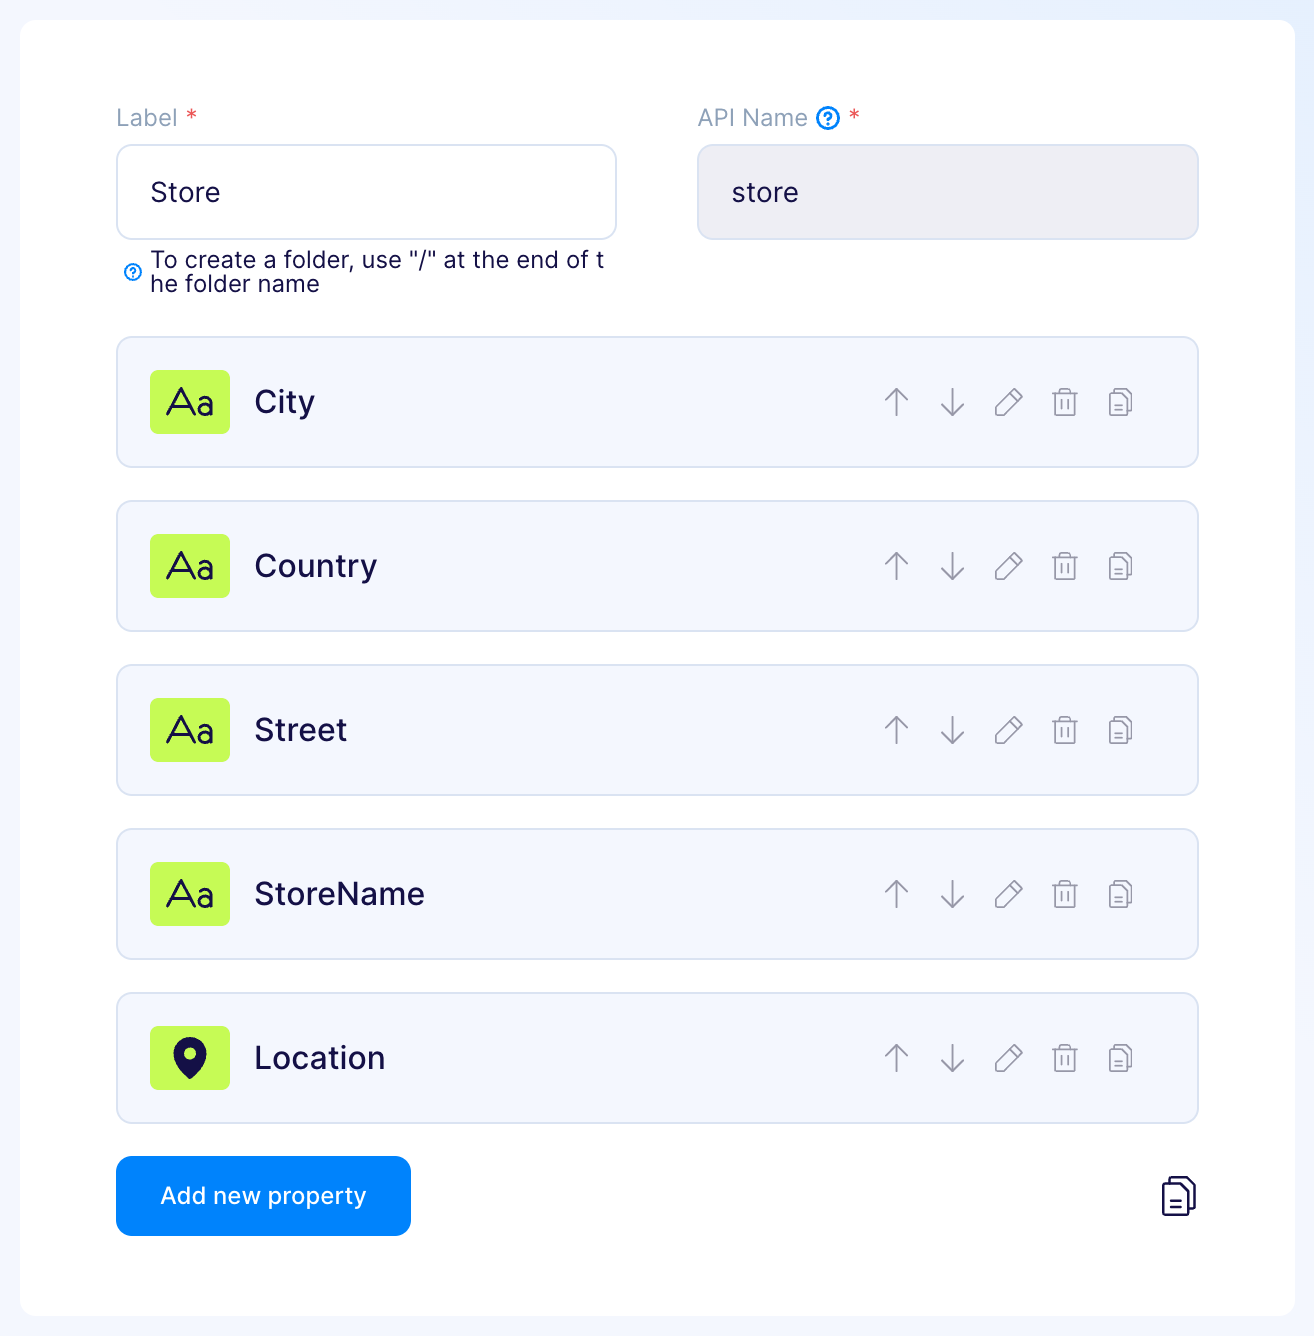 Label *
API Name ? *
Store
store
? To create a folder, use "/" at the end of t
he folder name
Aa City
Aa Country
Aa Street
Aa StoreName
Location
Add new property